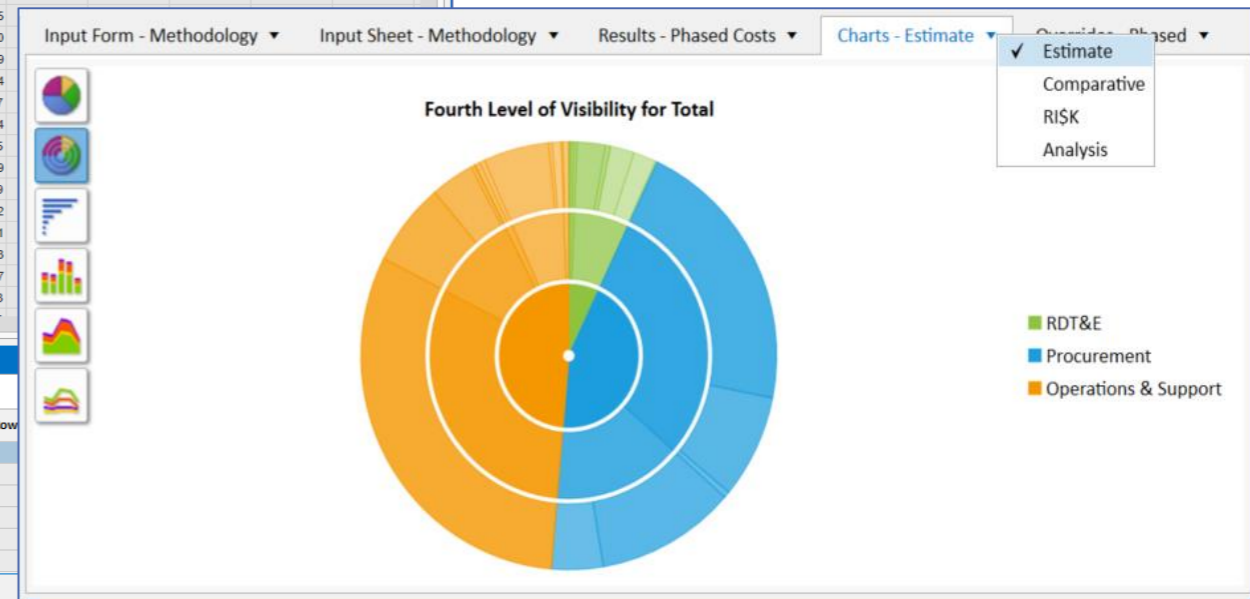 Input Form - Methodology ▼ Input Sheet - Methodology ▼ Results - Phased Costs ▼ Charts - Estimate ▼ Phased ▼
✓ Estimate
Comparative
RI$K
Analysis
Fourth Level of Visibility for Total
RDT&E
Procurement
Operations & Support